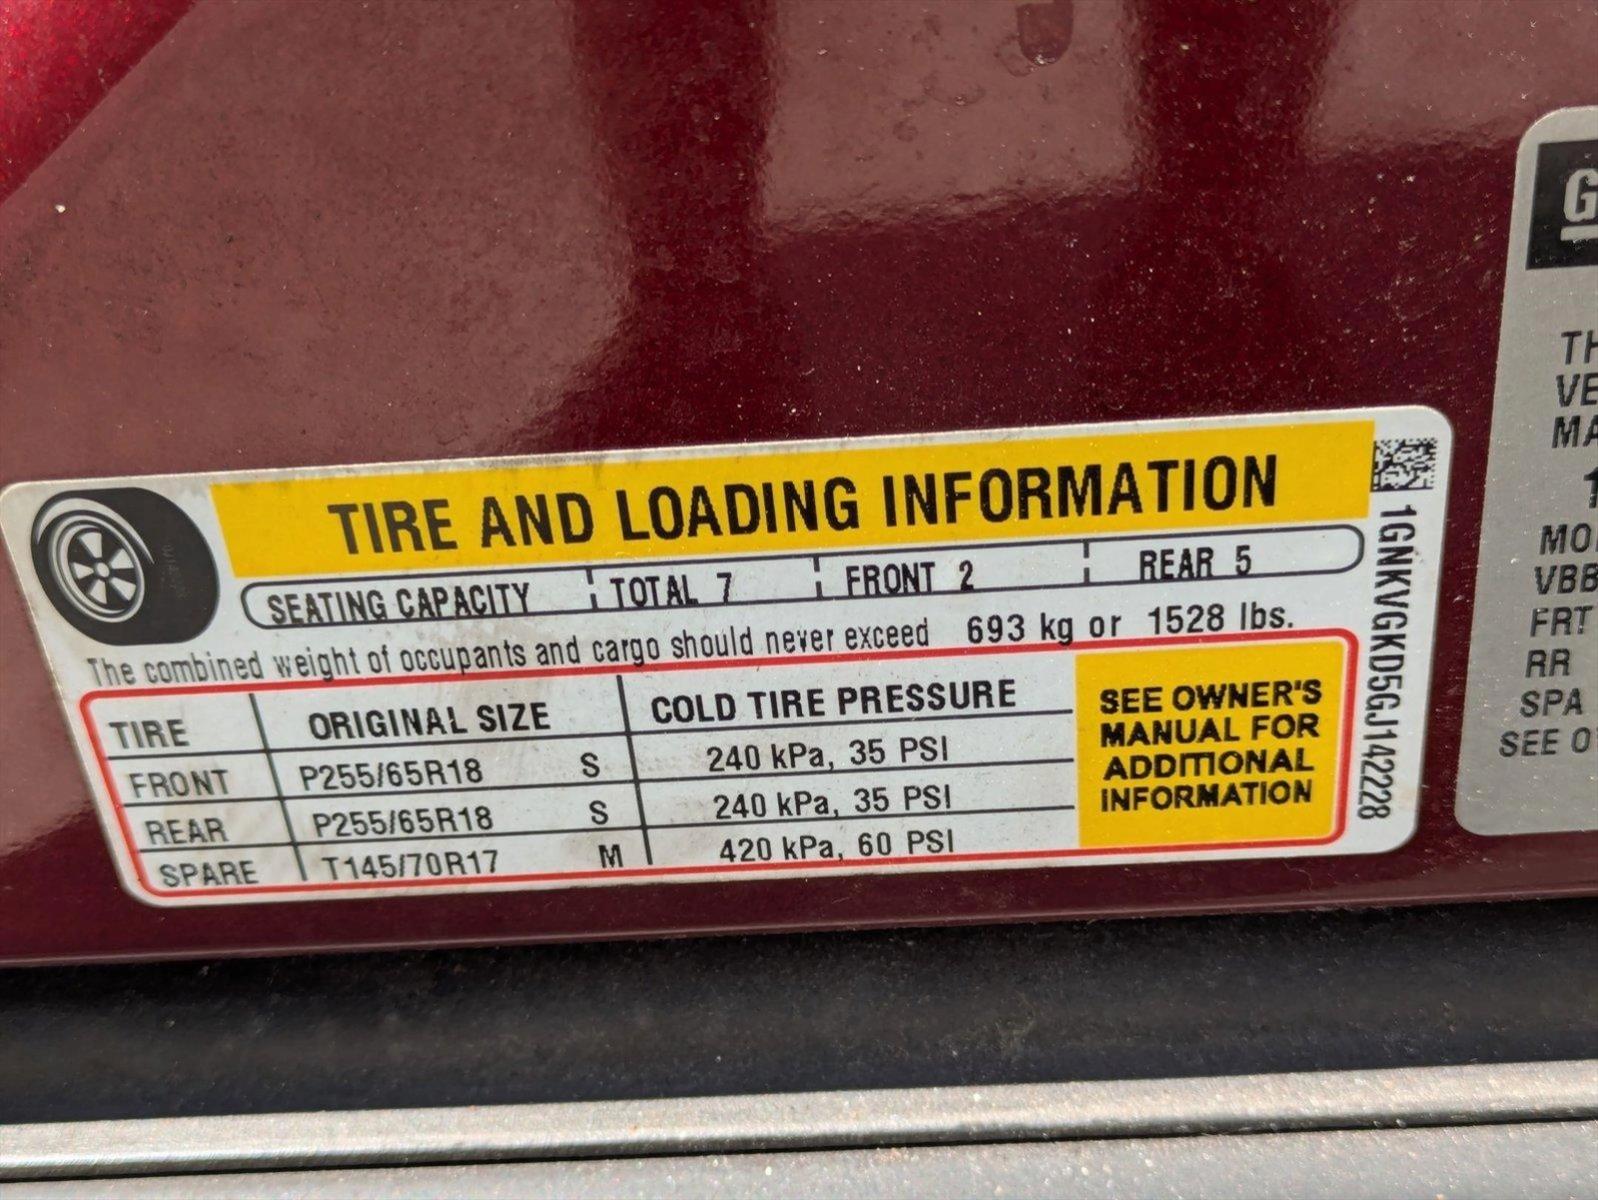 TIRE AND LOADING INFORMATION
SEATING CAPACITY TOTAL 7 FRONT 2 REAR 5
The combined weight of occupants and cargo should never exceed 693 kg or 1528 lbs.
TIRE ORIGINAL SIZE COLD TIRE PRESSURE
FRONT P255/65R18 S 240 kPa, 35 PSI
REAR P255/65R18 S 240 kPa, 35 PSI
SPARE T145/70R17 M 420 kPa, 60 PSI
SEE OWNER'S
MANUAL FOR
ADDITIONAL
INFORMATION
1GNKVGKD5GJ142228
G
TH
VE
MA
1
MO
VBB
FRT
RR
SPA
SEE O